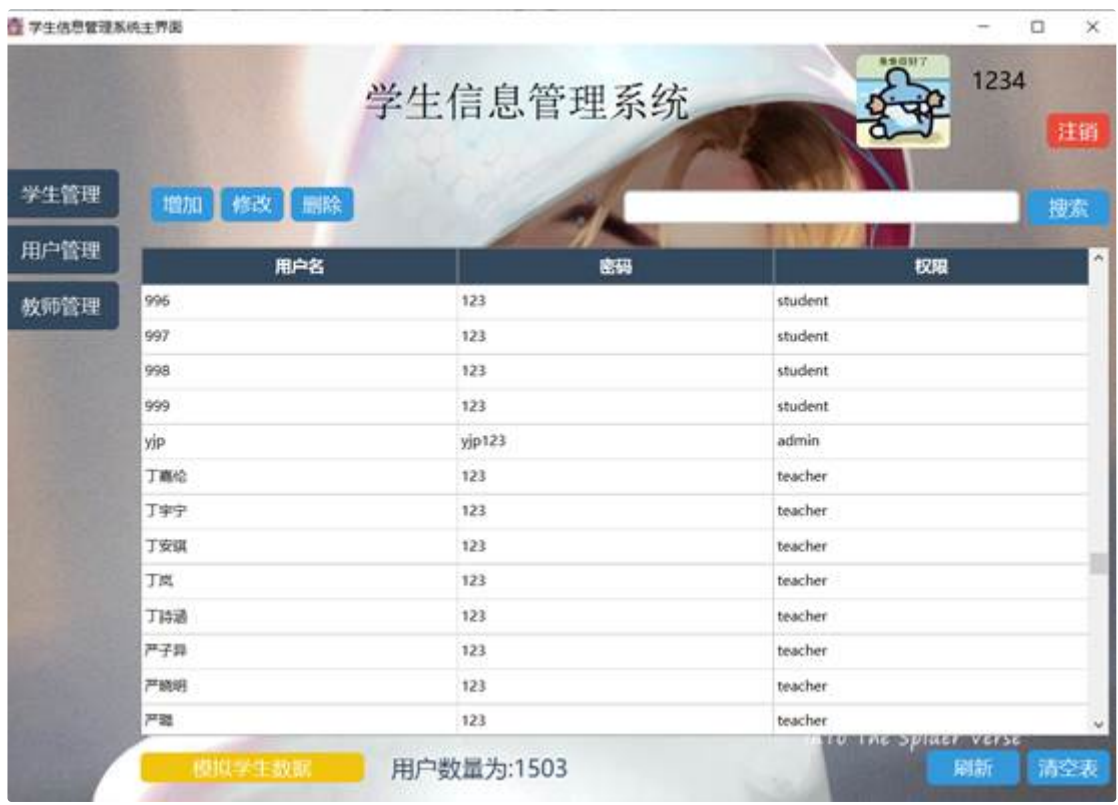 学生信息管理系统主界面
学生信息管理系统
1234
注销
学生管理
用户管理
教师管理
增加 修改 删除
搜索
用户名 密码 权限
996 123 student
997 123 student
998 123 student
999 123 student
yjp yjp123 admin
丁嘉伦 123 teacher
丁宇宁 123 teacher
丁安琪 123 teacher
丁岚 123 teacher
丁诗涵 123 teacher
严子异 123 teacher
严晓明 123 teacher
严璐 123 teacher
INTO The Spider Verse
模拟学生数据 用户数量为:1503 刷新 清空表